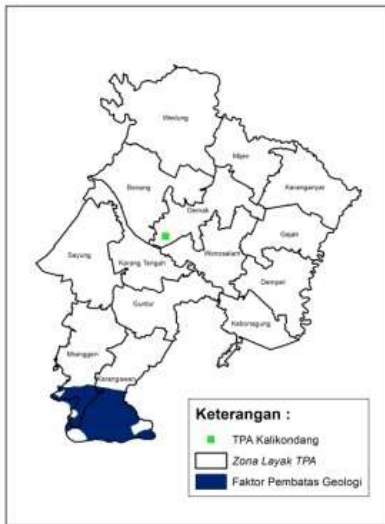 Wedung
Mijen
Karanganyar
Bonang
Demak
Gajah
Wonosalam
Sayung
Karang Tengah
Dempet
Guntur
Kebonagung
Mranggen
Karangawen
Keterangan :
TPA Kalikondang
Zona Layak TPA
Faktor Pembatas Geologi